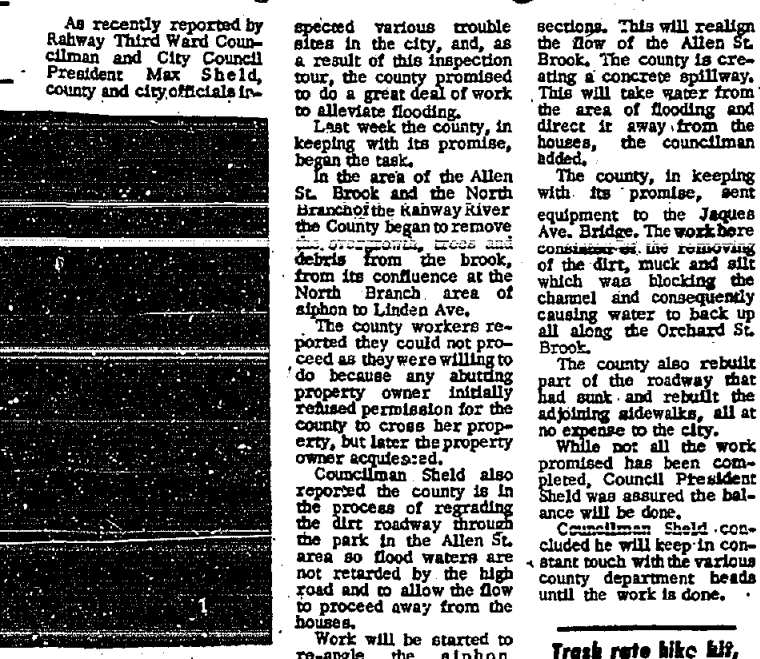 As recently reported by
Rahway Third Ward Coun-
cilman and City Council
President Max Sheld,
county and city officials in-
spected various trouble
sites in the city, and, as
a result of this inspection
tour, the county promised
to do a great deal of work
to alleviate flooding.
Last week the county, in
keeping with its promise,
began the task.
In the area of the Allen
St. Brook and the North
Branch of the Rahway River
the County began to remove
the overgrowth, trees and
debris from the brook,
from its confluence at the
North Branch area of
siphon to Linden Ave.
The county workers re-
ported they could not pro-
ceed as they were willing to
do because any abutting
property owner initially
refused permission for the
county to cross her prop-
erty, but later the property
owner acquiesced.
Councilman Sheld also
reported the county is in
the process of regrading
the dirt roadway through
the park in the Allen St.
area so flood waters are
not retarded by the high
road and to allow the flow
to proceed away from the
houses.
Work will be started to
re-angle the siphon
sections. This will realign
the flow of the Allen St.
Brook. The county is cre-
ating a concrete spillway.
This will take water from
the area of flooding and
direct it away from the
houses, the councilman
added.
The county, in keeping
with its promise, sent
equipment to the Jaques
Ave. Bridge. The work here
consisted of the removing
of the dirt, muck and silt
which was blocking the
channel and consequently
causing water to back up
all along the Orchard St.
Brook.
The county also rebuilt
part of the roadway that
had sunk and rebuilt the
adjoining sidewalks, all at
no expense to the city.
While not all the work
promised has been com-
pleted, Council President
Sheld was assured the bal-
ance will be done.
Councilman Sheld con-
cluded he will keep in con-
stant touch with the various
county department heads
until the work is done.
Trash rate hike hit,